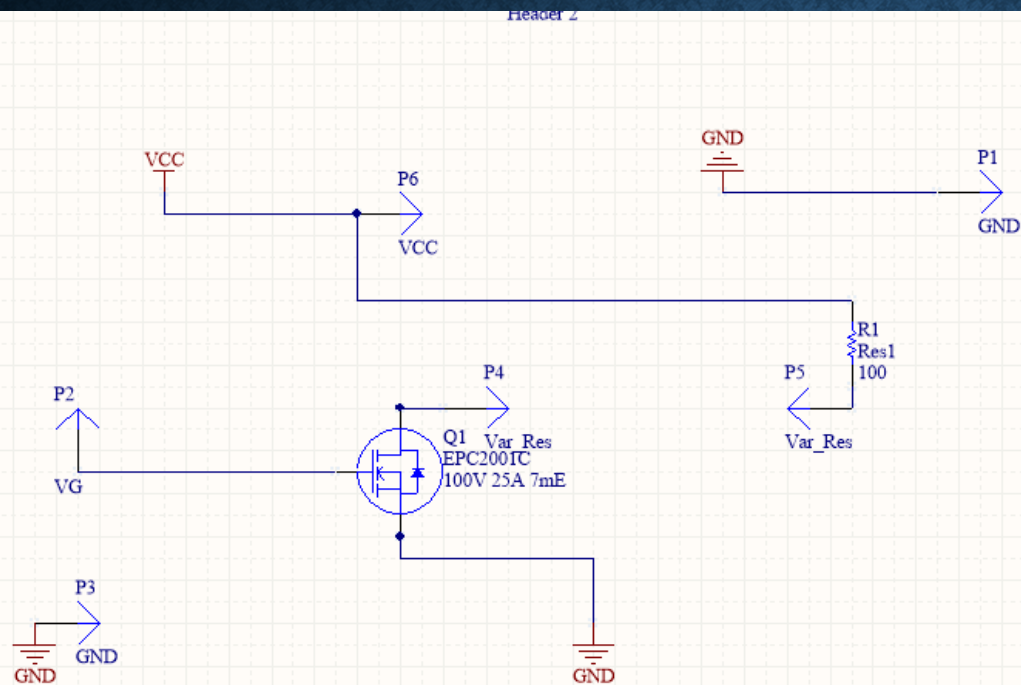 Header 2
GND
P1
VCC
P6
GND
VCC
R1
Res1
100
P4
P5
P2
Q1
Var_Res
Var_Res
EPC2001C
100V 25A 7mE
VG
P3
GND
GND
GND